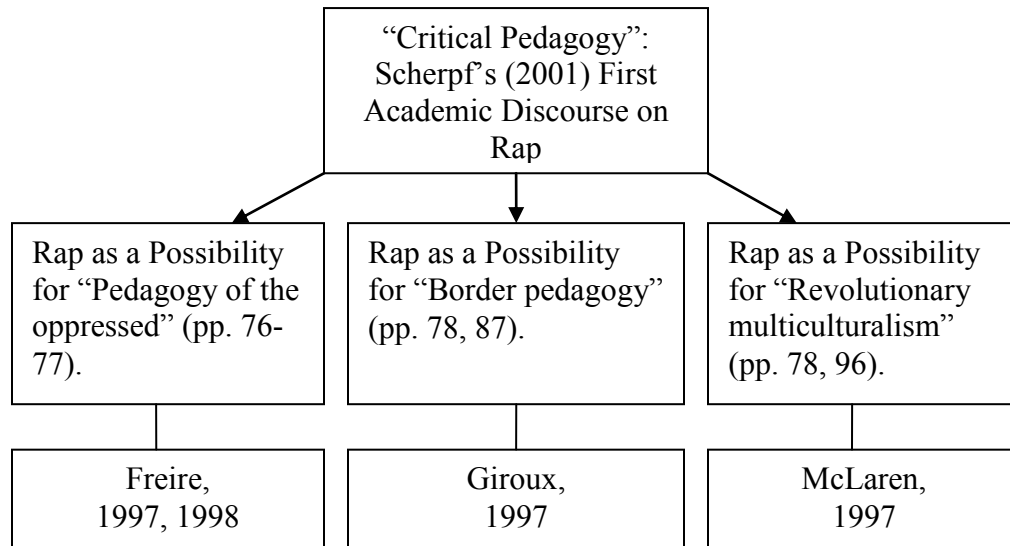 “Critical Pedagogy”:
Scherpf’s (2001) First
Academic Discourse on
Rap
Rap as a Possibility
for “Pedagogy of the
oppressed” (pp. 76-
77).
Rap as a Possibility
for “Border pedagogy”
(pp. 78, 87).
Rap as a Possibility
for “Revolutionary
multiculturalism”
(pp. 78, 96).
Freire,
1997, 1998
Giroux,
1997
McLaren,
1997